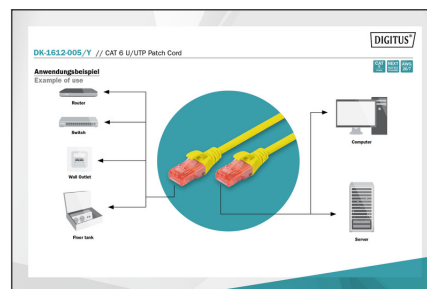 DIGITUS®
DK-1612-005/Y // CAT 6 U/UTP Patch Cord
Anwendungsbeispiel
Example of use
Router
Switch
Wall Outlet
Floor tank
Computer
Server